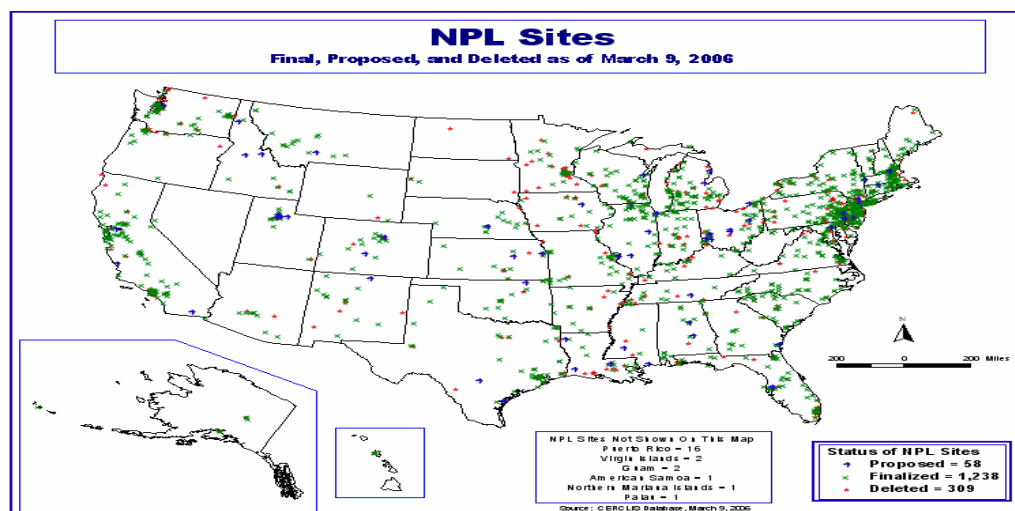 NPL Sites
Final, Proposed, and Deleted as of March 9, 2006
N
200 0 200 Miles
NPL Sites Not Shown On This Map
Puerto Rico = 16
Virgin Islands = 2
Guam = 2
American Samoa = 1
Northern Mariana Islands = 1
Palau = 1
Source: CERCLIS Database, March 9, 2006
Status of NPL Sites
Proposed = 58
Finalized = 1,238
Deleted = 309